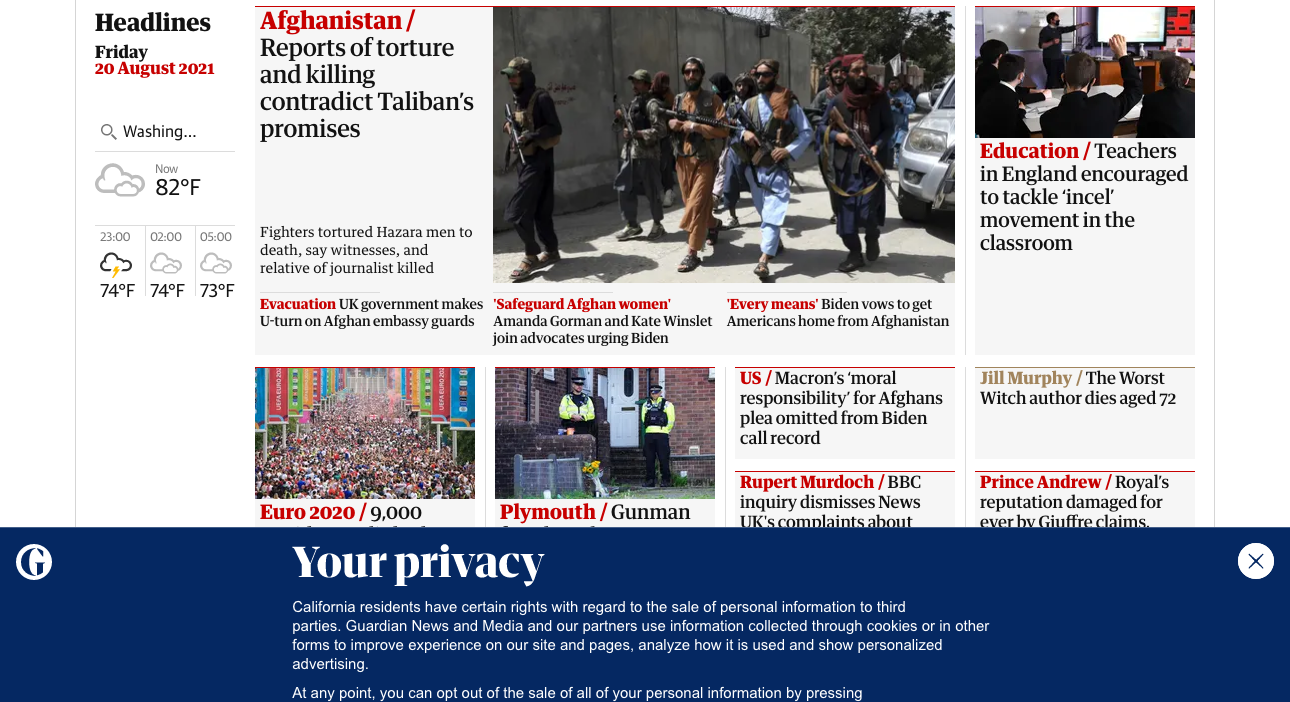 Headlines
Friday
20 August 2021
Washing...
Now
82°F
23:00
02:00
05:00
74°F
74°F
73°F
Afghanistan /
Reports of torture
and killing
contradict Taliban’s
promises
Fighters tortured Hazara men to
death, say witnesses, and
relative of journalist killed
Evacuation UK government makes
U-turn on Afghan embassy guards
'Safeguard Afghan women'
Amanda Gorman and Kate Winslet
join advocates urging Biden
'Every means' Biden vows to get
Americans home from Afghanistan
Education / Teachers
in England encouraged
to tackle ‘incel’
movement in the
classroom
Euro 2020 / 9,000
Plymouth / Gunman
US / Macron’s ‘moral
responsibility’ for Afghans
plea omitted from Biden
call record
Rupert Murdoch / BBC
inquiry dismisses News
UK's complaints about
Jill Murphy / The Worst
Witch author dies aged 72
Prince Andrew / Royal’s
reputation damaged for
ever by Giuffre claims,
Your privacy
California residents have certain rights with regard to the sale of personal information to third
parties. Guardian News and Media and our partners use information collected through cookies or in other
forms to improve experience on our site and pages, analyze how it is used and show personalized
advertising.
At any point, you can opt out of the sale of all of your personal information by pressing